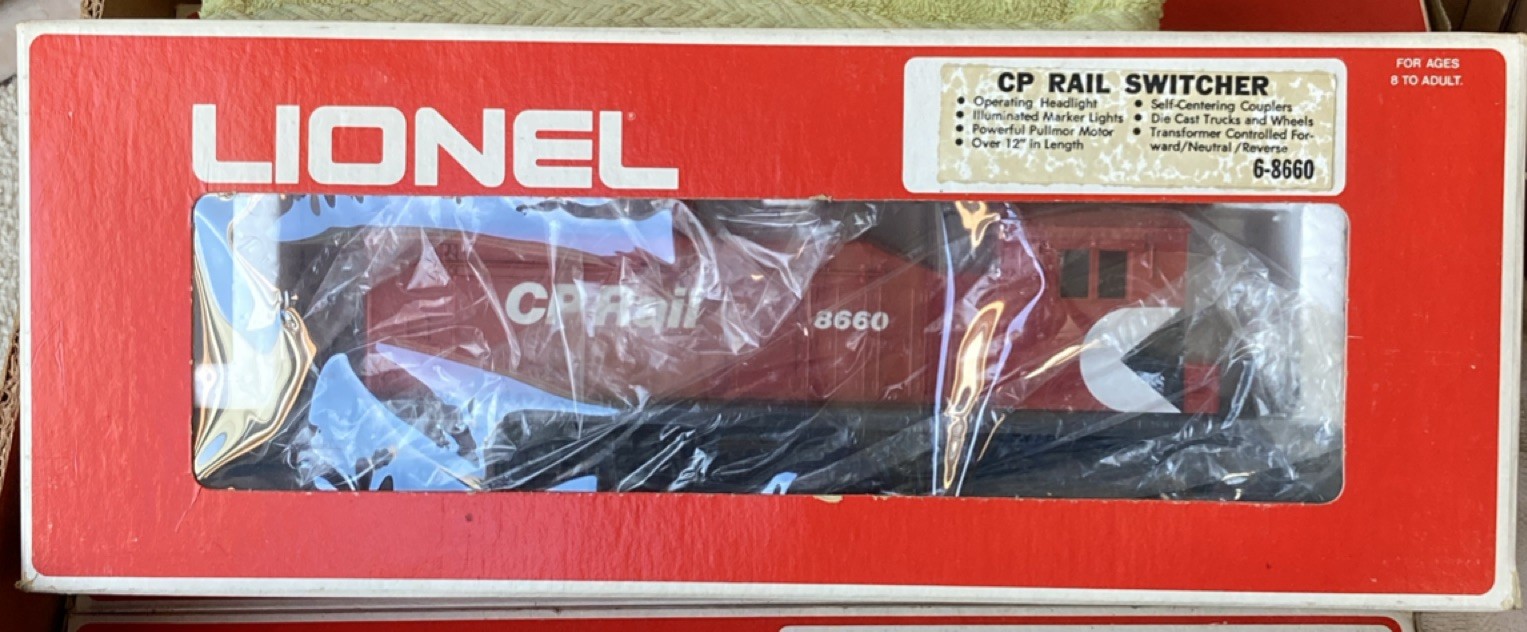 LIONEL
FOR AGES
8 TO ADULT.
CP RAIL SWITCHER
• Operating Headlight
• Illuminated Marker Lights
• Powerful Pullmor Motor
• Over 12" in Length
• Self-Centering Couplers
• Die Cast Trucks and Wheels
• Transformer Controlled For-
ward/Neutral/Reverse
6-8660
CP Rail
8660